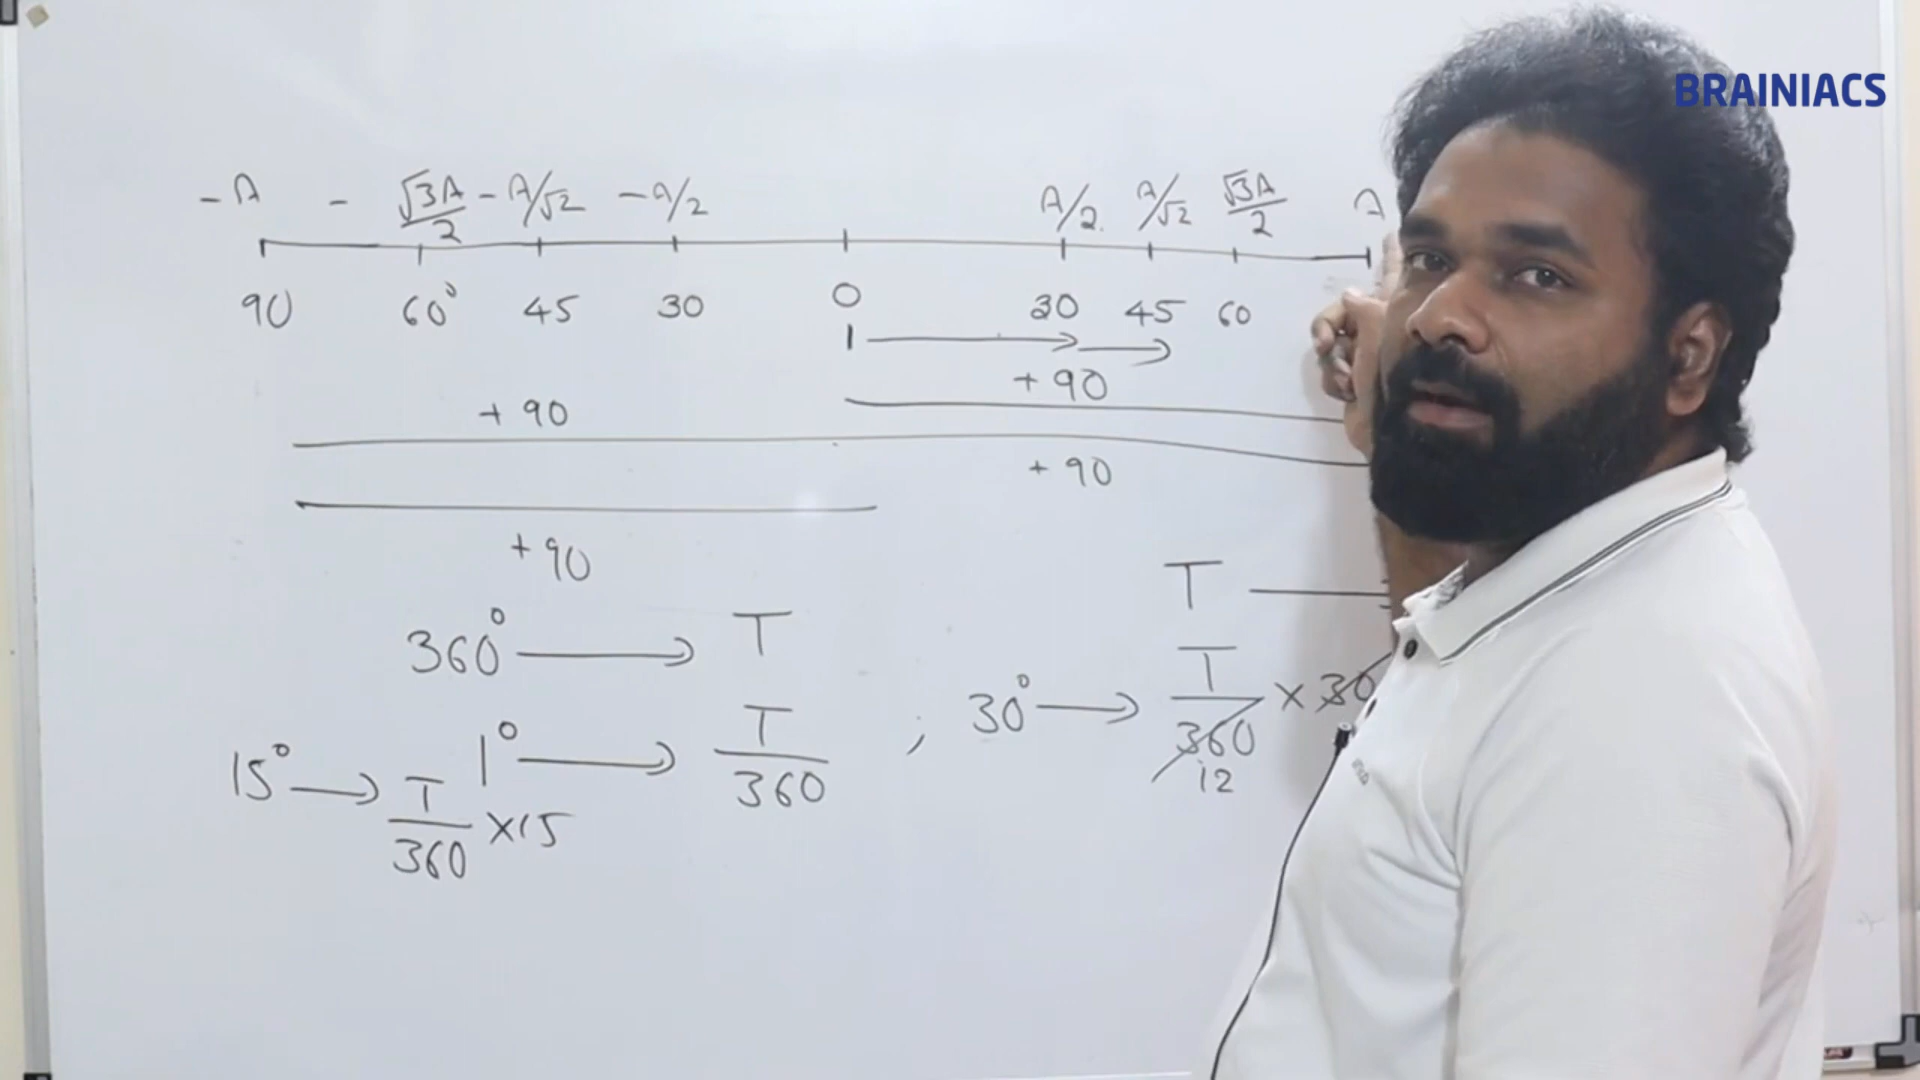 BRAINIACS
-A - √3A/2 -A/√2 -A/2 A/2 A/√2 √3A/2 A
90 60° 45 30 0 30 45 60
+90
+90
+90
+90
360° → T
T
1° → T/360
15° → T/360 ×15
; 30° → T/360 × 30
12